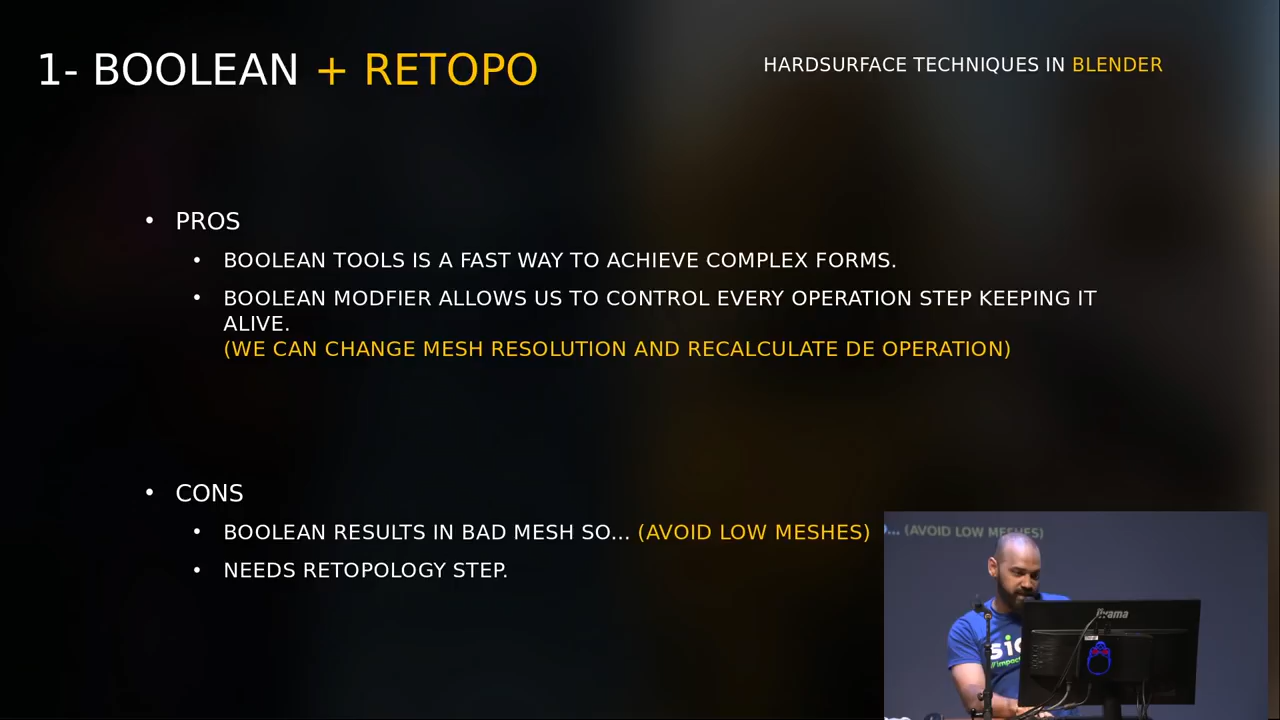 1- BOOLEAN + RETOPO
HARDSURFACE TECHNIQUES IN BLENDER
• PROS
• BOOLEAN TOOLS IS A FAST WAY TO ACHIEVE COMPLEX FORMS.
• BOOLEAN MODFIER ALLOWS US TO CONTROL EVERY OPERATION STEP KEEPING IT
ALIVE.
(WE CAN CHANGE MESH RESOLUTION AND RECALCULATE DE OPERATION)
• CONS
• BOOLEAN RESULTS IN BAD MESH SO... (AVOID LOW MESHES)
• NEEDS RETOPOLOGY STEP.
... (AVOID LOW MESHES)
iiyama